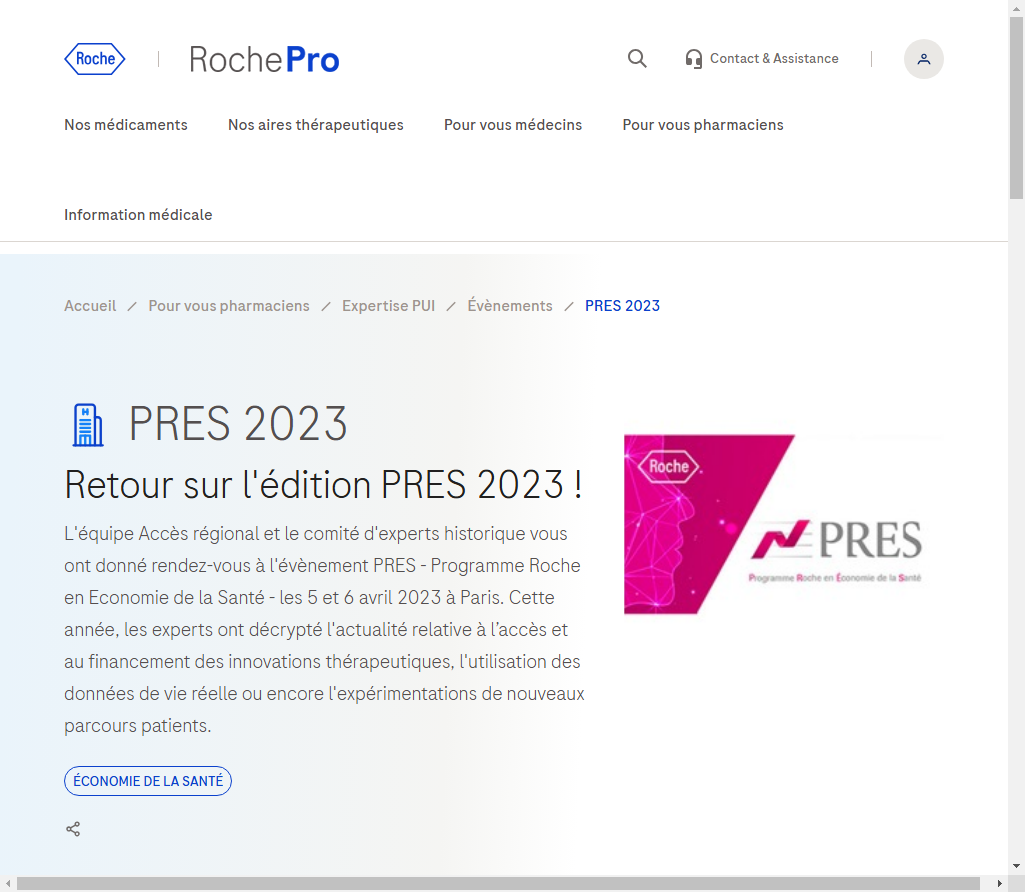 Roche
RochePro
Contact & Assistance
Nos médicaments
Nos aires thérapeutiques
Pour vous médecins
Pour vous pharmaciens
Information médicale
Accueil / Pour vous pharmaciens / Expertise PUI / Évènements / PRES 2023
PRES 2023
Retour sur l'édition PRES 2023 !
L'équipe Accès régional et le comité d'experts historique vous
ont donné rendez-vous à l'évènement PRES - Programme Roche
en Economie de la Santé - les 5 et 6 avril 2023 à Paris. Cette
année, les experts ont décrypté l'actualité relative à l’accès et
au financement des innovations thérapeutiques, l'utilisation des
données de vie réelle ou encore l'expérimentations de nouveaux
parcours patients.
ÉCONOMIE DE LA SANTÉ
Roche
PRES
Programme Roche en Économie de la Santé